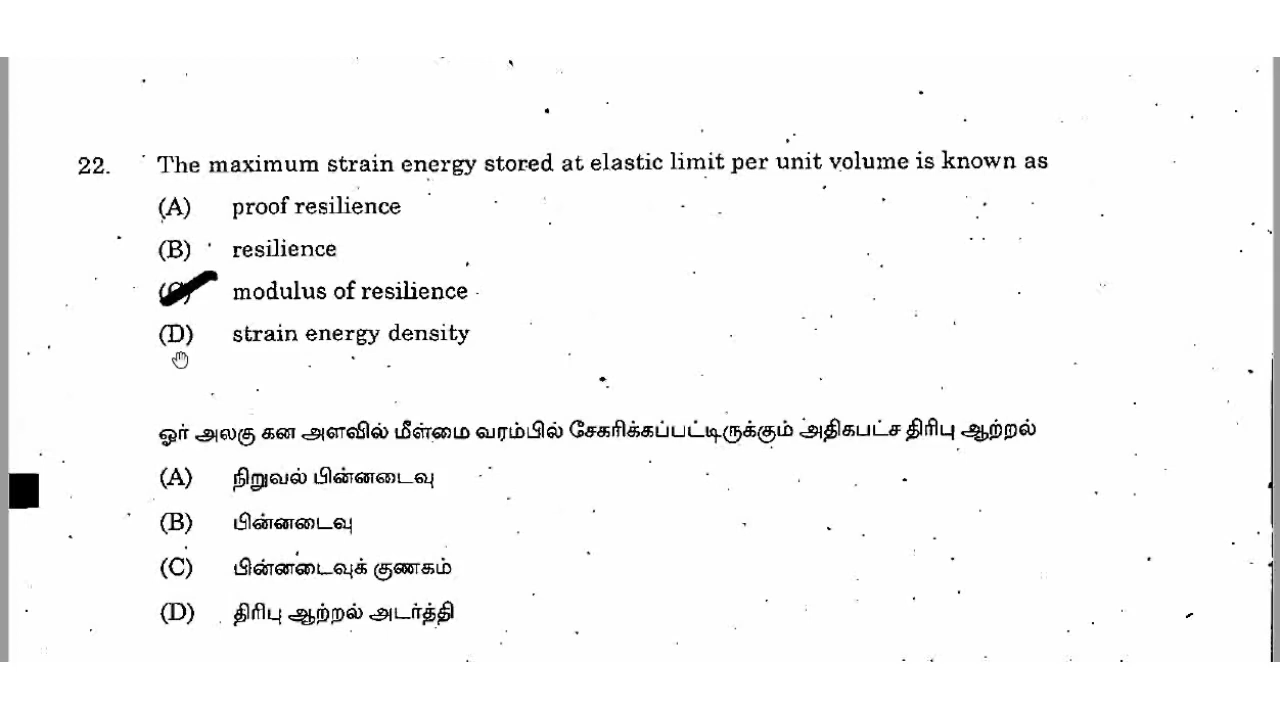 22. The maximum strain energy stored at elastic limit per unit volume is known as
(A) proof resilience
(B) resilience
(C) modulus of resilience
(D) strain energy density
ஓர் அலகு கன அளவில் மீள்மை வரம்பில் சேகரிக்கப்பட்டிருக்கும் அதிகபட்ச திரிபு ஆற்றல்
(A) நிறுவல் பின்னடைவு
(B) பின்னடைவு
(C) பின்னடைவுக் குணகம்
(D) திரிபு ஆற்றல் அடர்த்தி